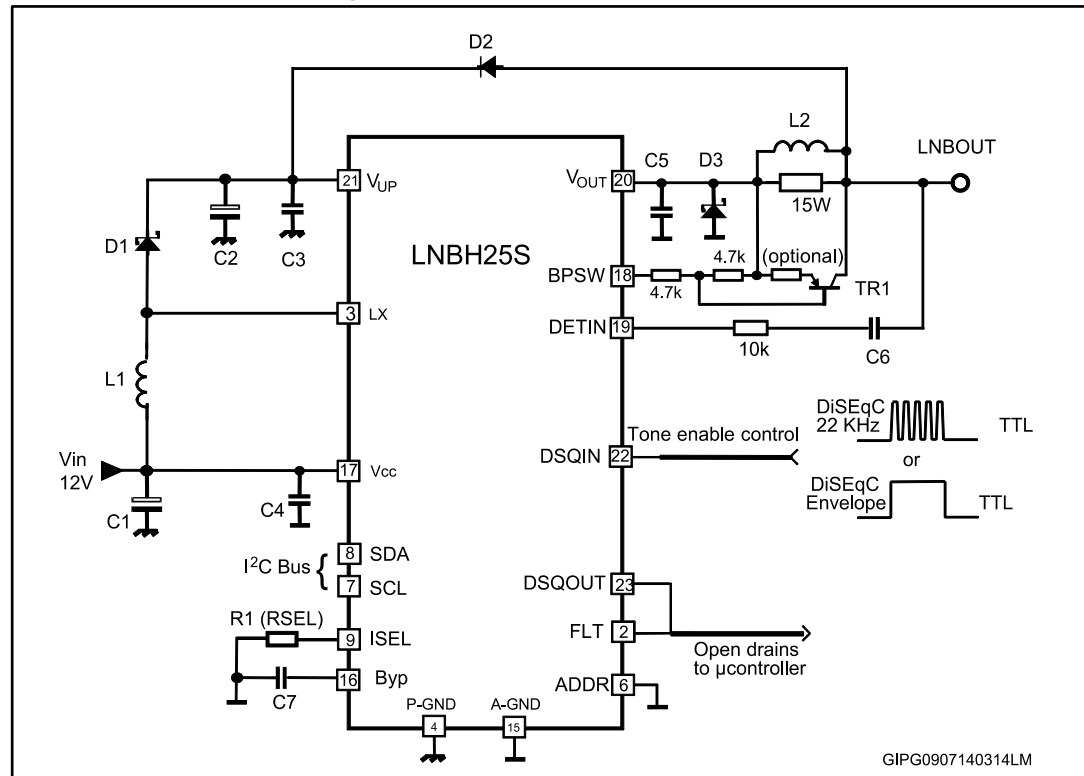 D2
L2
LNBOUT
C5
D3
21
VUP
VOUT
20
15W
D1
C2
C3
LNBH25S
4.7k
(optional)
BPSW
18
4.7k
TR1
3
LX
DETIN
19
10k
C6
L1
DiSEqC
22 KHz
TTL
Tone enable control
or
Vin
12V
17
Vcc
DSQIN
22
DiSEqC
Envelope
TTL
C1
C4
8
SDA
I²C Bus {
7
SCL
DSQOUT
23
R1 (RSEL)
9
ISEL
FLT
2
Open drains
to µcontroller
16
Byp
C7
ADDR
6
P-GND
A-GND
4
15
GIPG0907140314LM